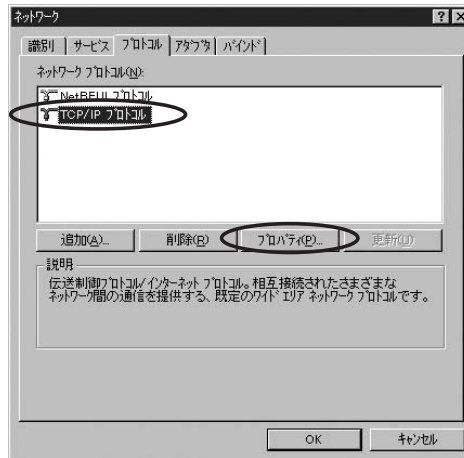 ネットワーク
識別 サービス プロトコル アダプタ バインド
ネットワーク プロトコル(N):
NetBEUI プロトコル
TCP/IP プロトコル
追加(A)... 削除(R) プロパティ(P)... 更新(U)
説明
伝送制御プロトコル/インターネット プロトコル。相互接続されたさまざまな
ネットワーク間の通信を提供する、既定のワイド エリア ネットワーク プロトコルです。
OK キャンセル